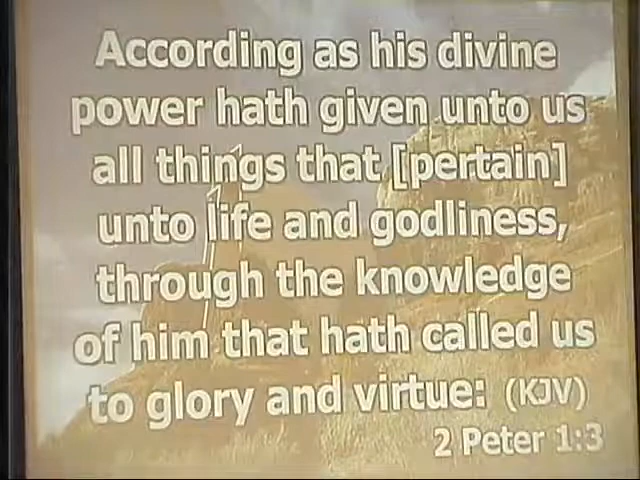 According as his divine
power hath given unto us
all things that [pertain]
unto life and godliness,
through the knowledge
of him that hath called us
to glory and virtue: (KJV)
2 Peter 1:3